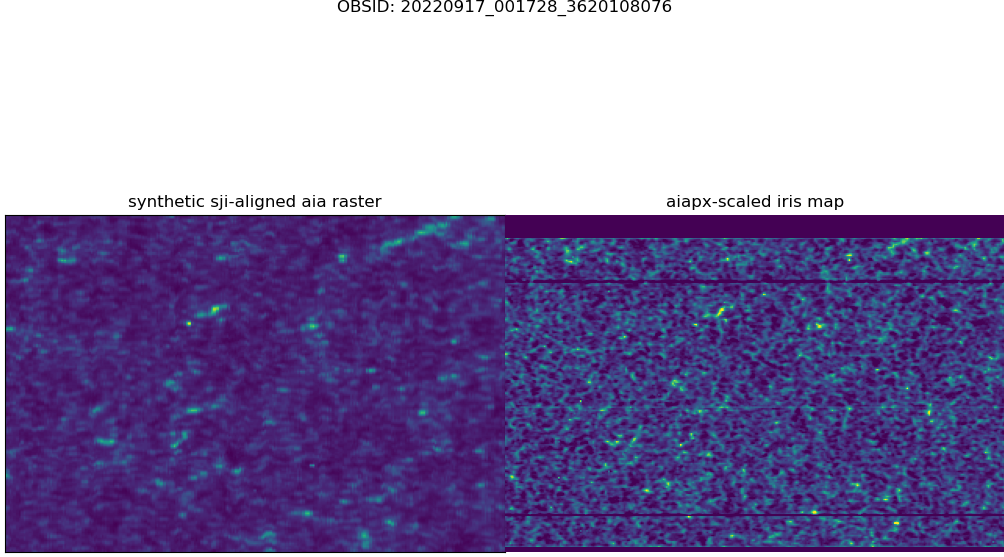 OBSID: 20220917_001728_3620108076
synthetic sji-aligned aia raster
aiapx-scaled iris map